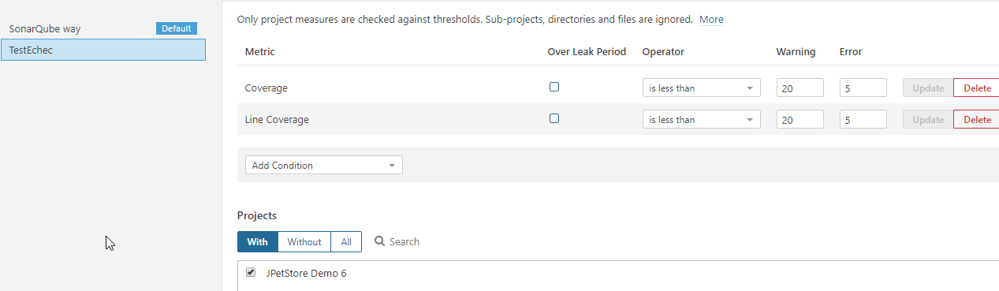 Only project measures are checked against thresholds. Sub-projects, directories and files are ignored. More
SonarQube way Default
TestEchec
Metric Over Leak Period Operator Warning Error
Coverage is less than 20 5 Update Delete
Line Coverage is less than 20 5 Update Delete
Add Condition
Projects
With Without All Search
JPetStore Demo 6